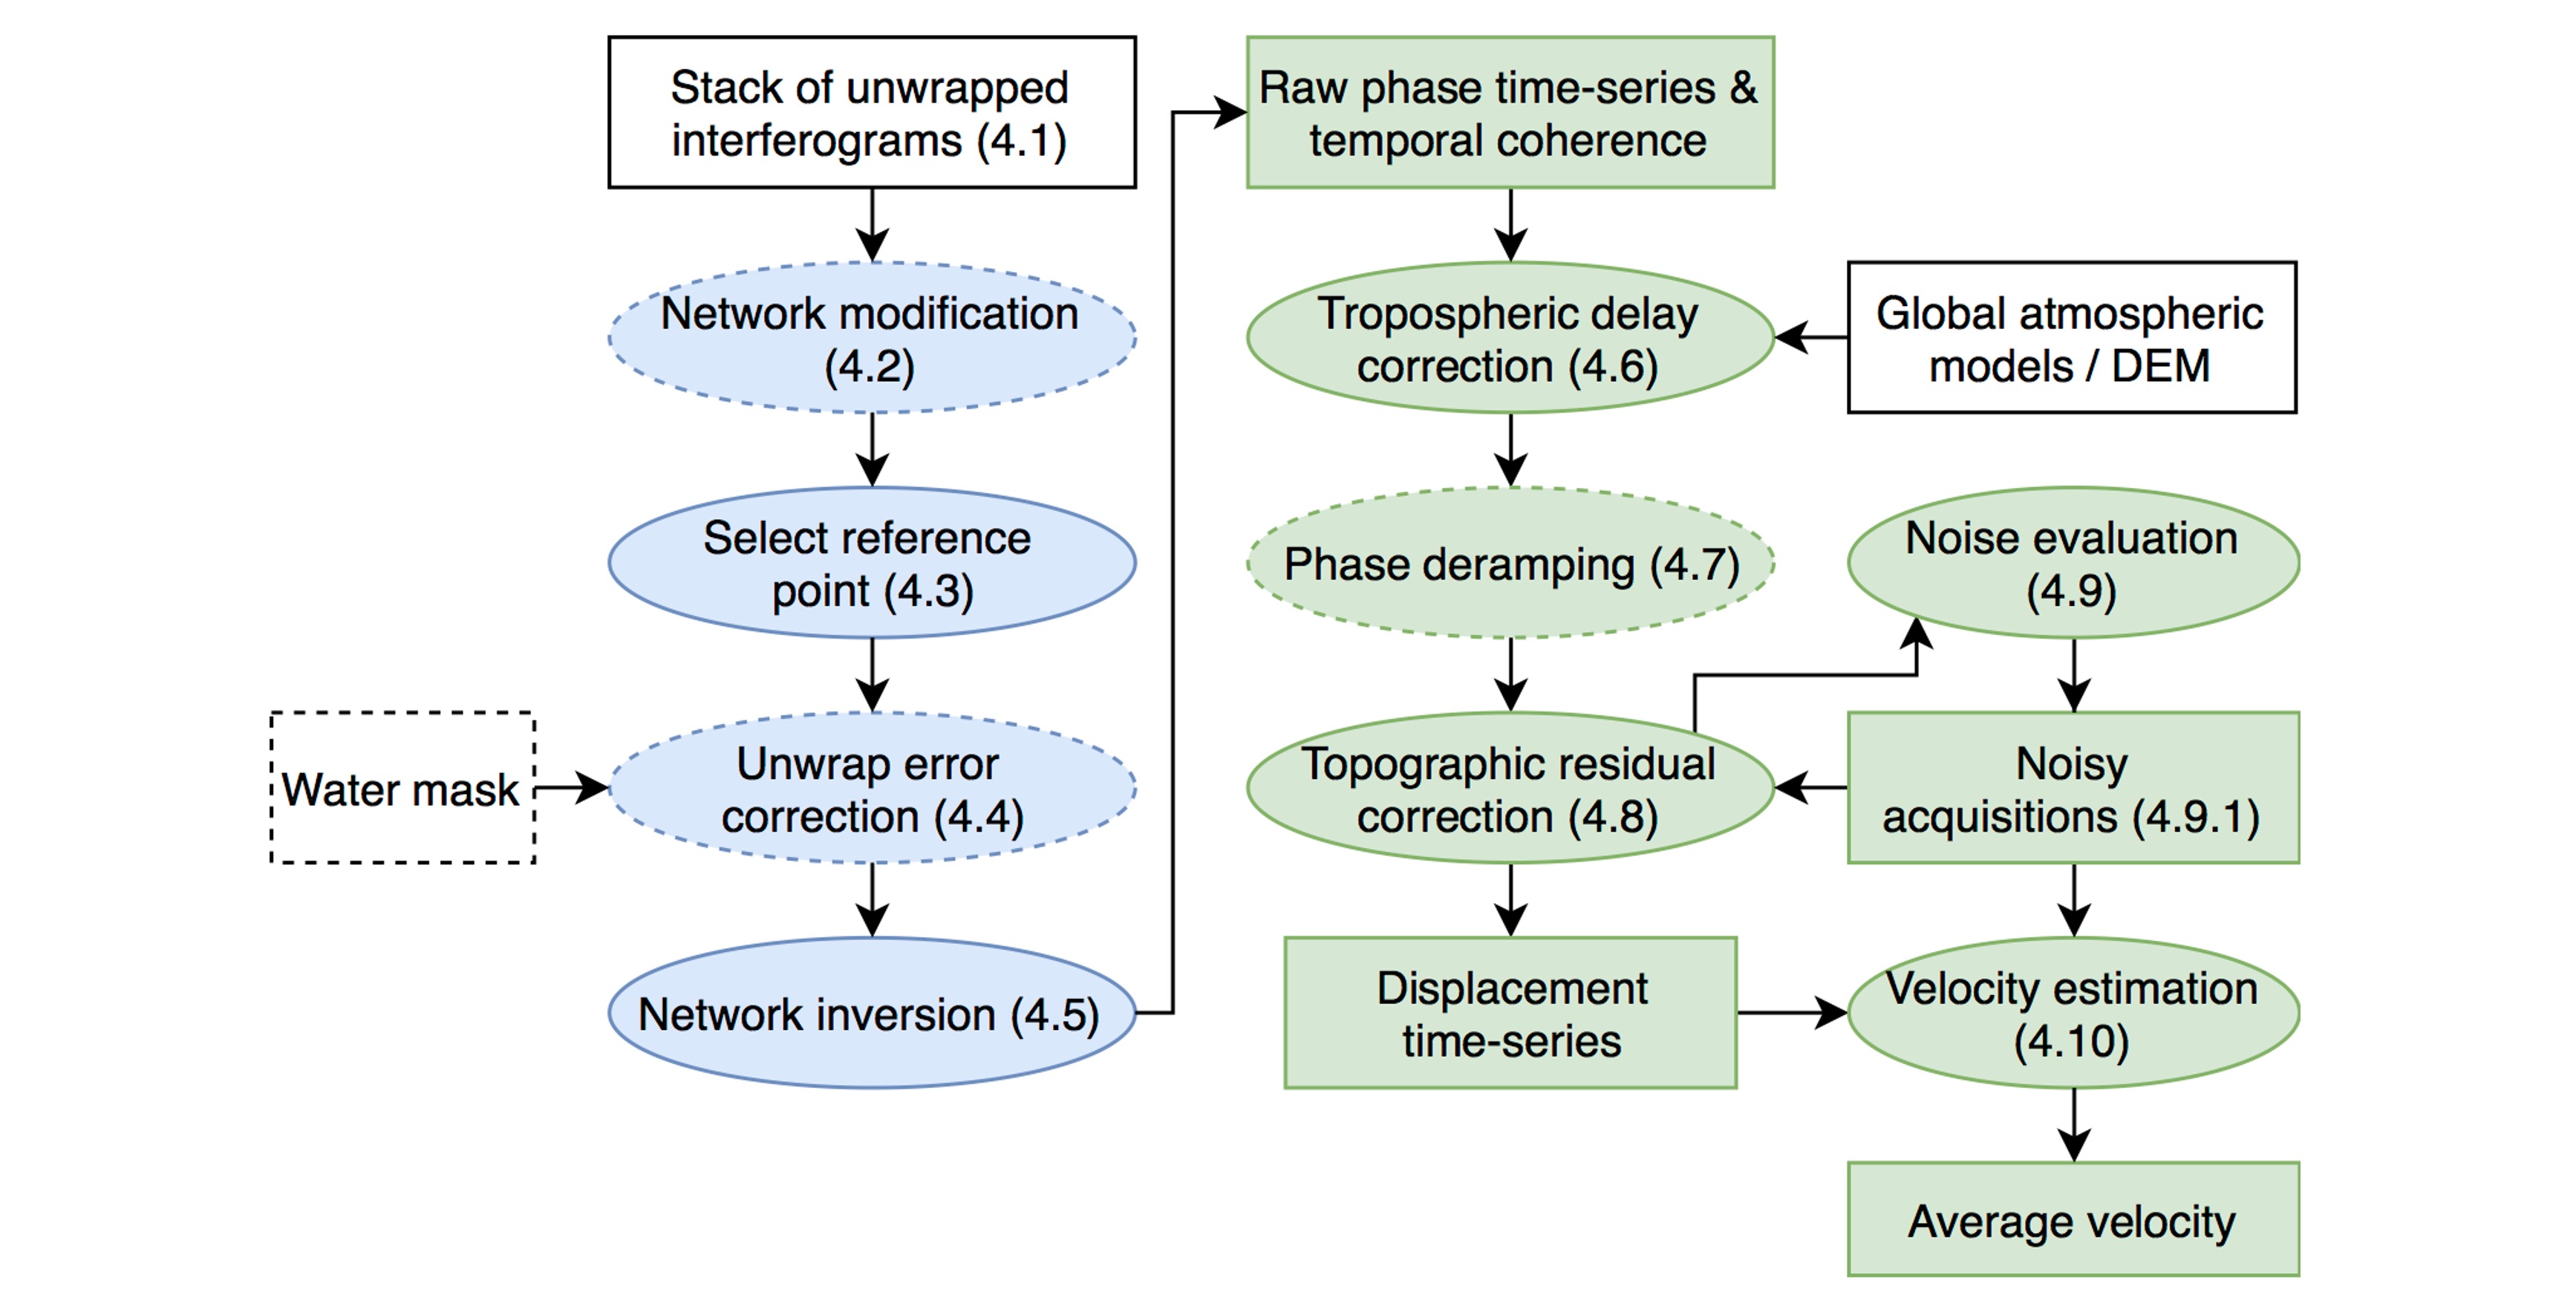 Stack of unwrapped
interferograms (4.1)
Network modification
(4.2)
Select reference
point (4.3)
Water mask
Unwrap error
correction (4.4)
Network inversion (4.5)
Raw phase time-series &
temporal coherence
Tropospheric delay
correction (4.6)
Global atmospheric
models / DEM
Phase deramping (4.7)
Noise evaluation
(4.9)
Topographic residual
correction (4.8)
Noisy
acquisitions (4.9.1)
Displacement
time-series
Velocity estimation
(4.10)
Average velocity